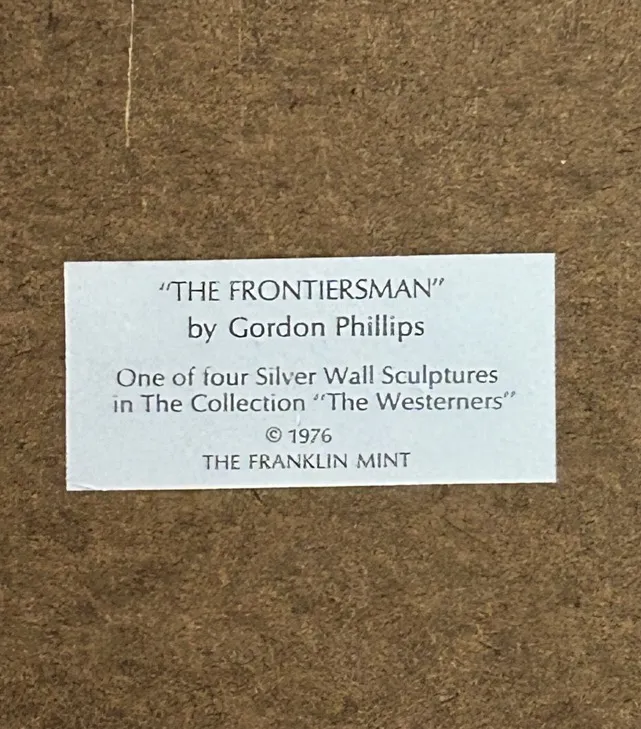 "THE FRONTIERSMAN"
by Gordon Phillips
One of four Silver Wall Sculptures
in The Collection "The Westerners"
© 1976
THE FRANKLIN MINT